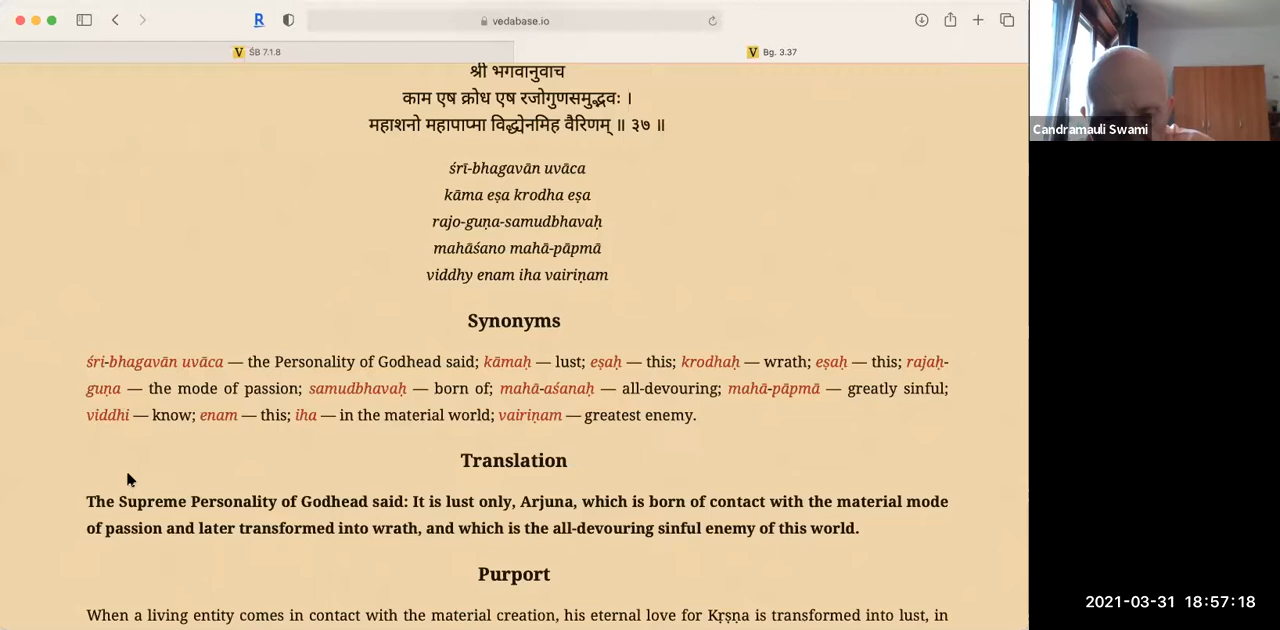 R
vedabase.io
V ŚB 7.1.8
V Bg. 3.37
श्री भगवानुवाच
काम एष क्रोध एष रजोगुणसमुद्भवः ।
महाशनो महापाप्मा विद्ध्येनमिह वैरिणम् ॥ ३७ ॥
śrī-bhagavān uvāca
kāma eṣa krodha eṣa
rajo-guṇa-samudbhavaḥ
mahāśano mahā-pāpmā
viddhy enam iha vairiṇam
Synonyms
śri-bhagavān uvāca — the Personality of Godhead said; kāmaḥ — lust; eṣaḥ — this; krodhaḥ — wrath; eṣaḥ — this; rajaḥ-
guṇa — the mode of passion; samudbhavaḥ — born of; mahā-aśanaḥ — all-devouring; mahā-pāpmā — greatly sinful;
viddhi — know; enam — this; iha — in the material world; vairiṇam — greatest enemy.
Translation
The Supreme Personality of Godhead said: It is lust only, Arjuna, which is born of contact with the material mode
of passion and later transformed into wrath, and which is the all-devouring sinful enemy of this world.
Purport
When a living entity comes in contact with the material creation, his eternal love for Kṛṣṇa is transformed into lust, in
Candramauli Swami
2021-03-31 18:57:18